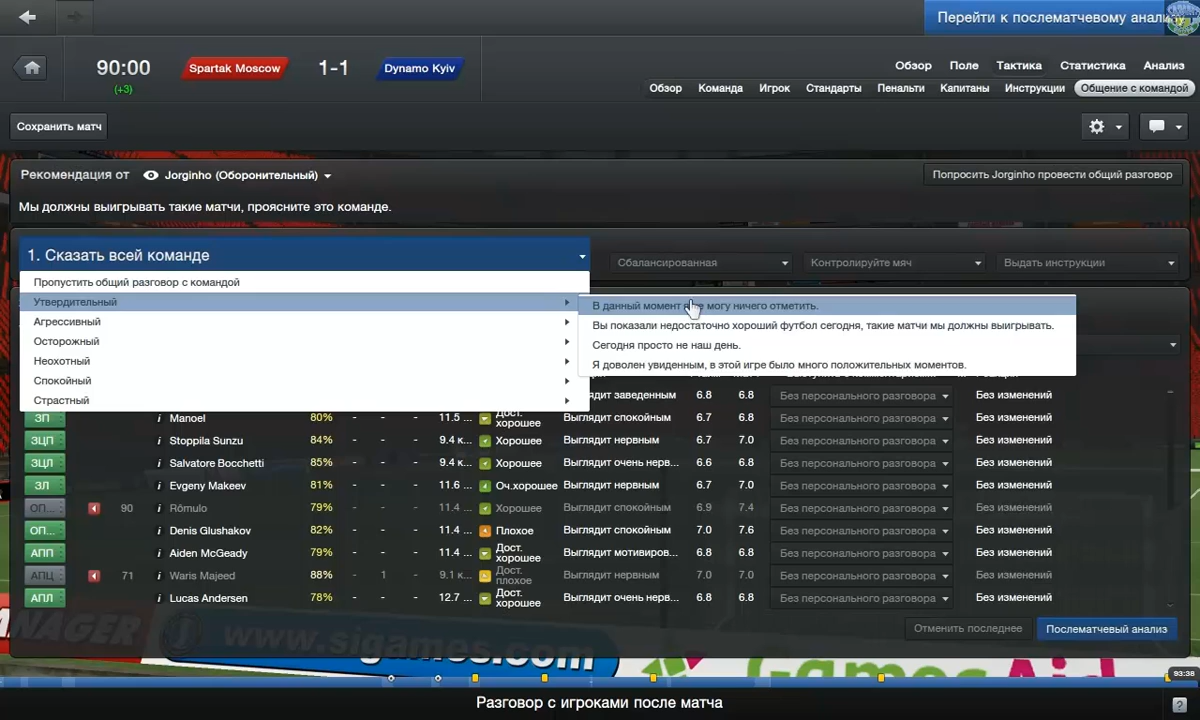 Перейти к послематчевому анализу
90:00
(+3)
Spartak Moscow
1-1
Dynamo Kyiv
Обзор Поле Тактика Статистика Анализ
Обзор Команда Игрок Стандарты Пенальти Капитаны Инструкции Общение с командой
Сохранить матч
Рекомендация от Jorginho (Оборонительный)
Попросить Jorginho провести общий разговор
Мы должны выигрывать такие матчи, проясните это команде.
1. Сказать всей команде
Сбалансированная Контролируйте мяч Выдать инструкции
Пропустить общий разговор с командой
Утвердительный
Агрессивный
Осторожный
Неохотный
Спокойный
Страстный
В данный момент я не могу ничего отметить.
Вы показали недостаточно хороший футбол сегодня, такие матчи мы должны выигрывать.
Сегодня просто не наш день.
Я доволен увиденным, в этой игре было много положительных моментов.
заведенным 6.8 6.8 Без персонального разговора Без изменений
ЗП i Manoel 80% - - - 11.5 ... Дост. хорошее Выглядит спокойным 6.7 6.8 Без персонального разговора Без изменений
ЗЦП i Stoppila Sunzu 84% - - - 9.4 к... Хорошее Выглядит нервным 6.7 7.0 Без персонального разговора Без изменений
ЗЦЛ i Salvatore Bocchetti 85% - - - 9.4 к... Хорошее Выглядит очень нерв... 6.6 6.8 Без персонального разговора Без изменений
ЗЛ i Evgeny Makeev 81% - - - 11.6 ... Оч.хорошее Выглядит нервным 6.7 7.0 Без персонального разговора Без изменений
ОП... 90 i Rômulo 79% - - - 11.4 ... Хорошее Выглядит спокойным 6.9 7.4 Без персонального разговора Без изменений
ОП... i Denis Glushakov 82% - - - 11.4 ... Плохое Выглядит спокойным 7.0 7.6 Без персонального разговора Без изменений
АПП i Aiden McGeady 79% - - - 11.4 ... Дост. хорошее Выглядит мотивиров... 6.8 6.8 Без персонального разговора Без изменений
АПЦ 71 i Waris Majeed 88% - 1 - 9.1 к... Дост. плохое Выглядит нервным 7.0 7.0 Без персонального разговора Без изменений
АПЛ i Lucas Andersen 78% - - - 12.7 ... Дост. хорошее Выглядит очень нерв... 6.8 6.8 Без персонального разговора Без изменений
Отменить последнее Послематчевый анализ
MANAGER
www.sigames.com
GamesAid
93:38
Разговор с игроками после матча
?